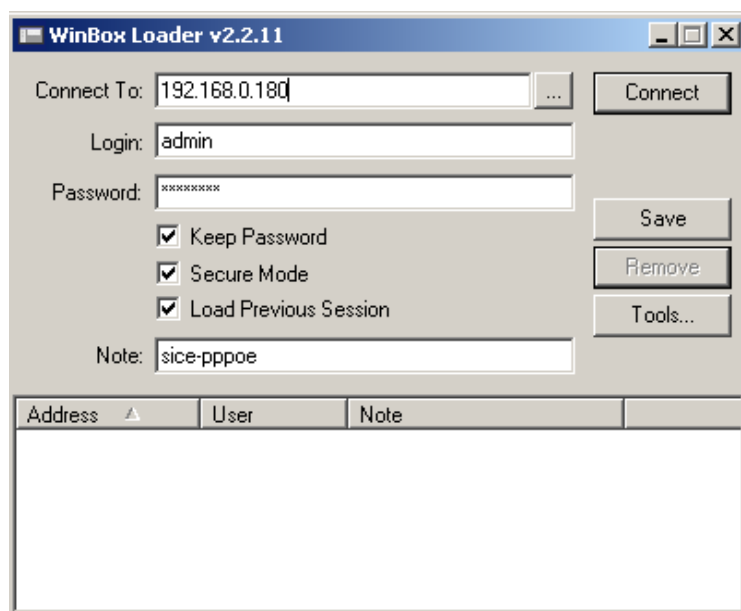 WinBox Loader v2.2.11
Connect To: 192.168.0.180 ... Connect
Login: admin
Password: ********
Keep Password
Save
Secure Mode
Remove
Load Previous Session
Tools...
Note: sice-pppoe
Address User Note